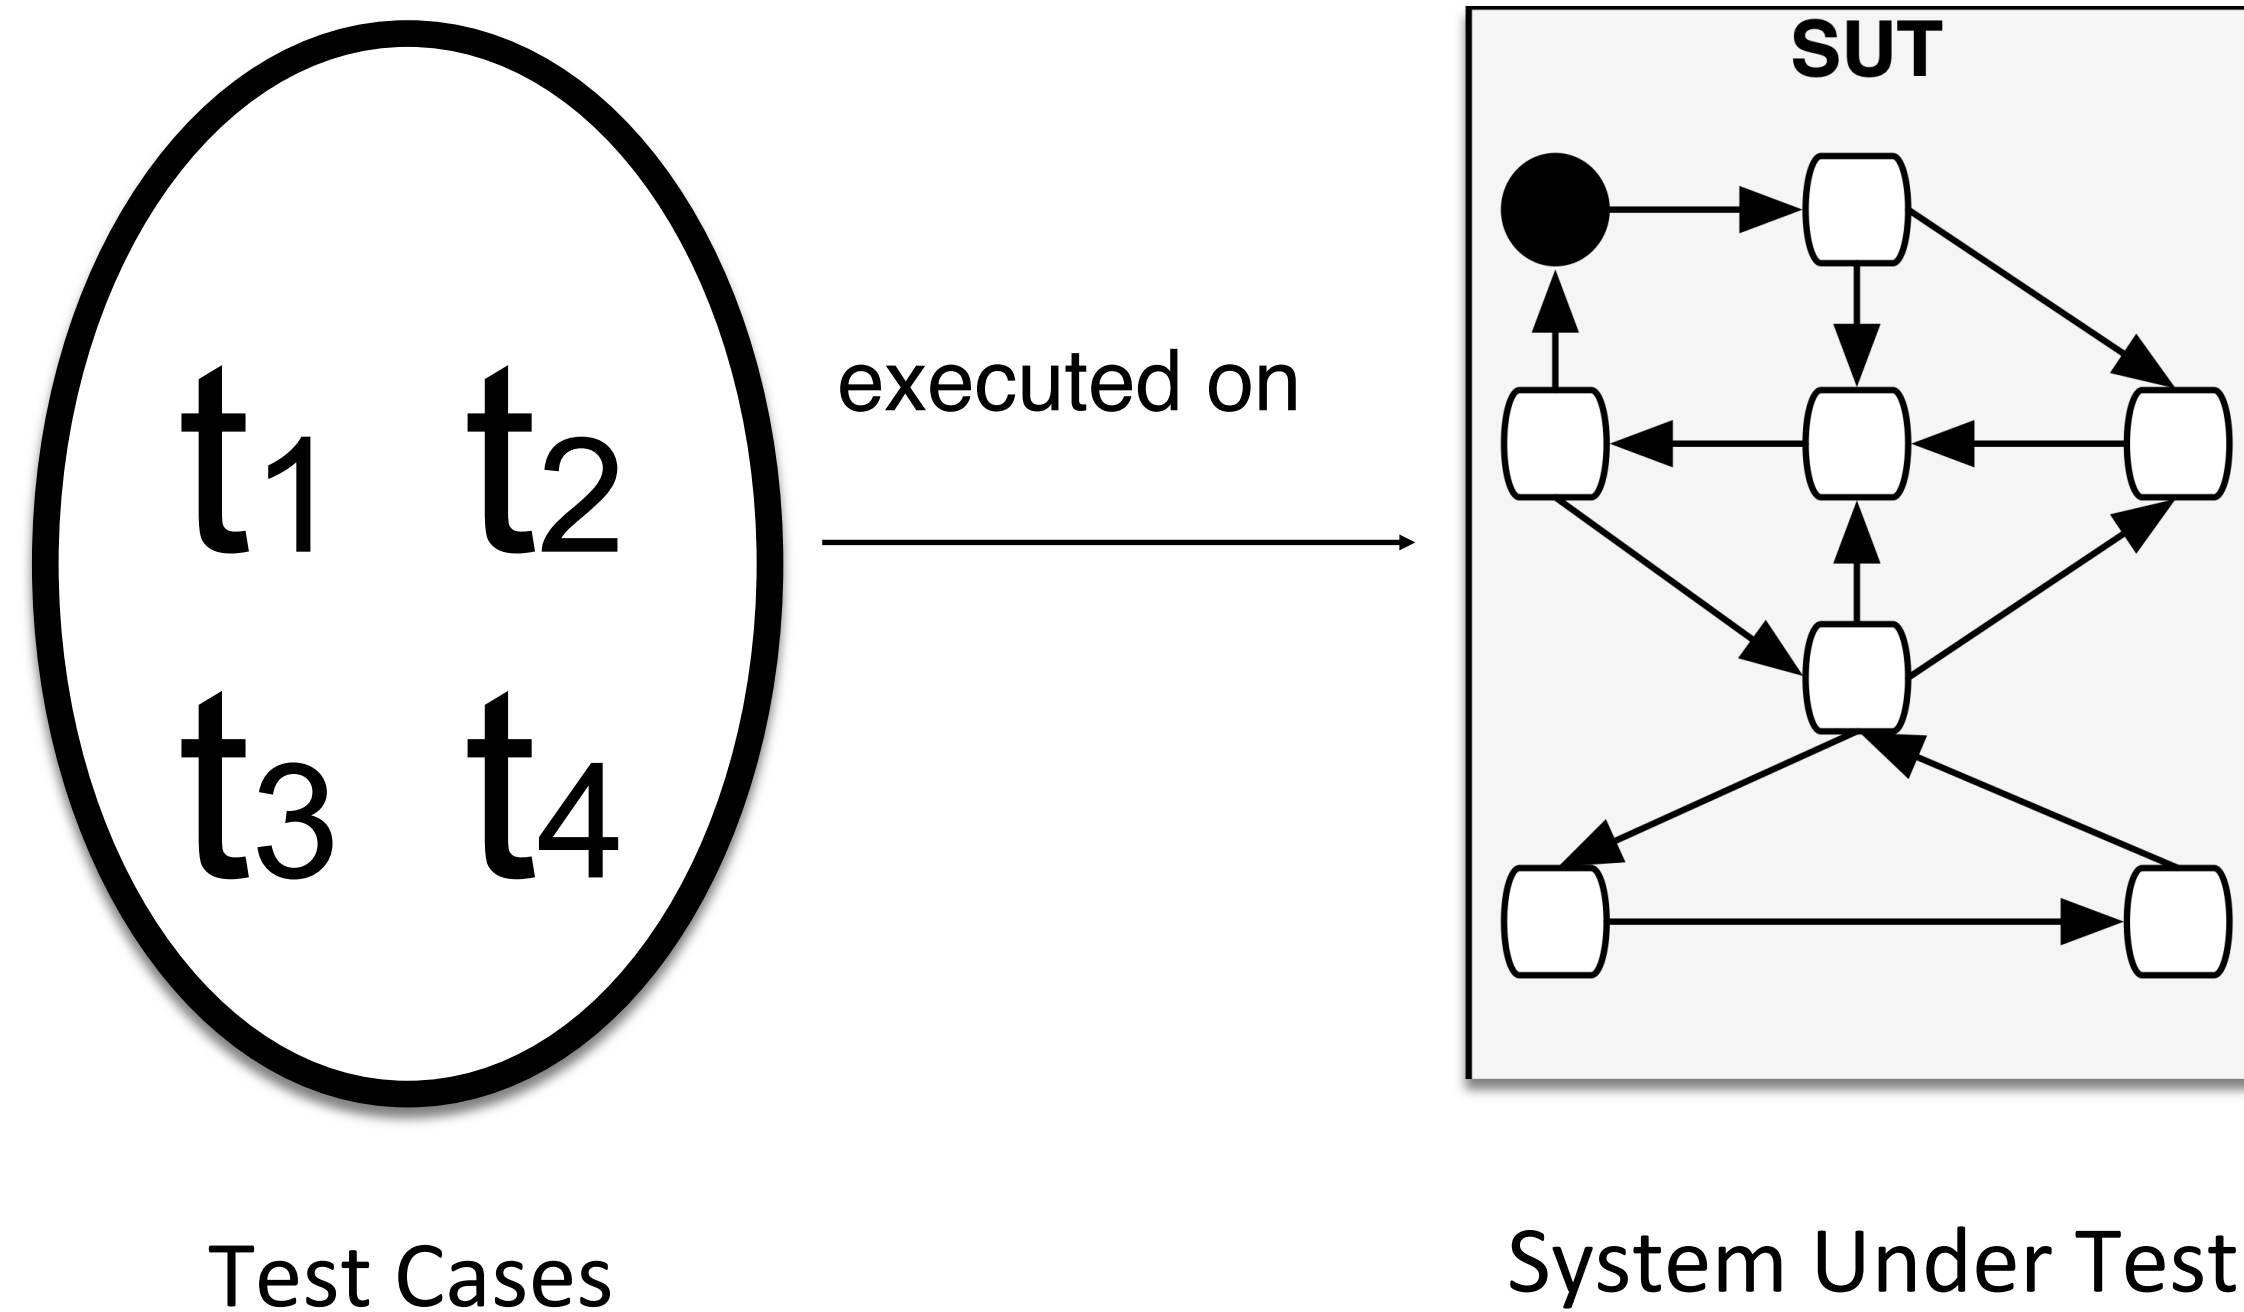 SUT
executed on
t1 t2
t3 t4
Test Cases
System Under Test